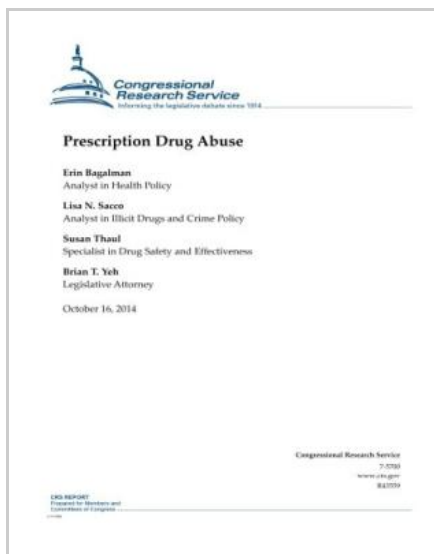 Congressional
Research Service
Informing the legislative debate since 1914
Prescription Drug Abuse
Erin Bagalman
Analyst in Health Policy
Lisa N. Sacco
Analyst in Illicit Drugs and Crime Policy
Susan Thaul
Specialist in Drug Safety and Effectiveness
Brian T. Yeh
Legislative Attorney
October 16, 2014
Congressional Research Service
7-5700
www.crs.gov
R43559
CRS REPORT
Prepared for Members and
Committees of Congress